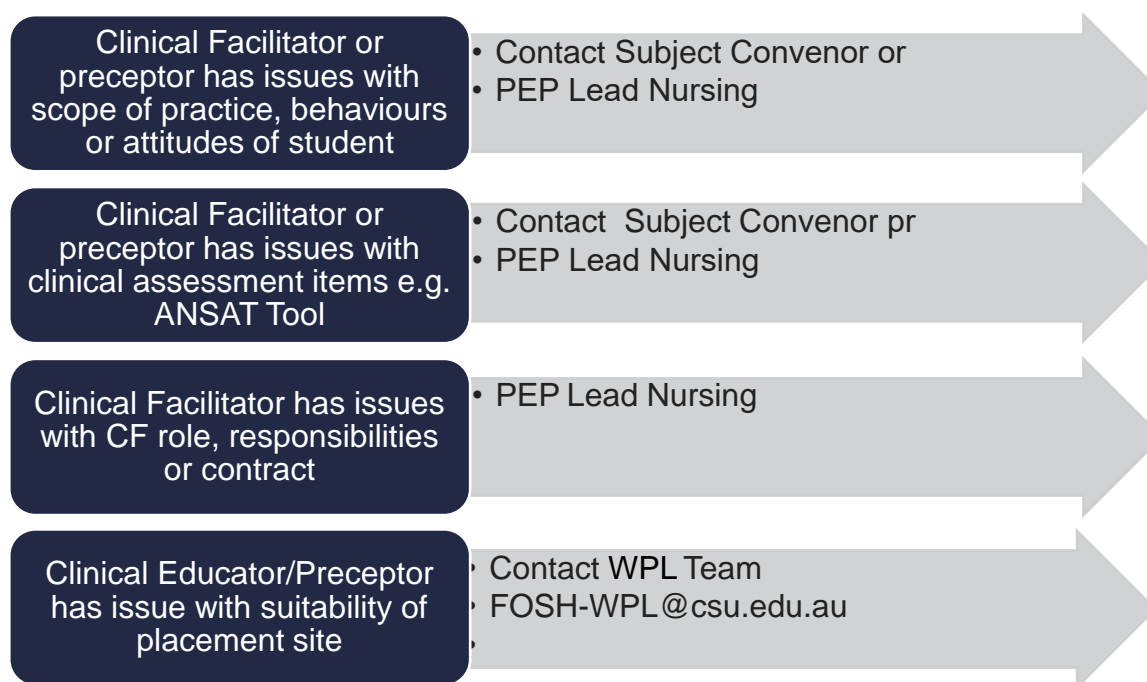 Clinical Facilitator or
preceptor has issues with
scope of practice, behaviours
or attitudes of student
• Contact Subject Convenor or
• PEP Lead Nursing
Clinical Facilitator or
preceptor has issues with
clinical assessment items e.g.
ANSAT Tool
• Contact  Subject Convenor pr
• PEP Lead Nursing
Clinical Facilitator has issues
with CF role, responsibilities
or contract
• PEP Lead Nursing
Clinical Educator/Preceptor
has issue with suitability of
placement site
• Contact WPL Team
• FOSH-WPL@csu.edu.au
•